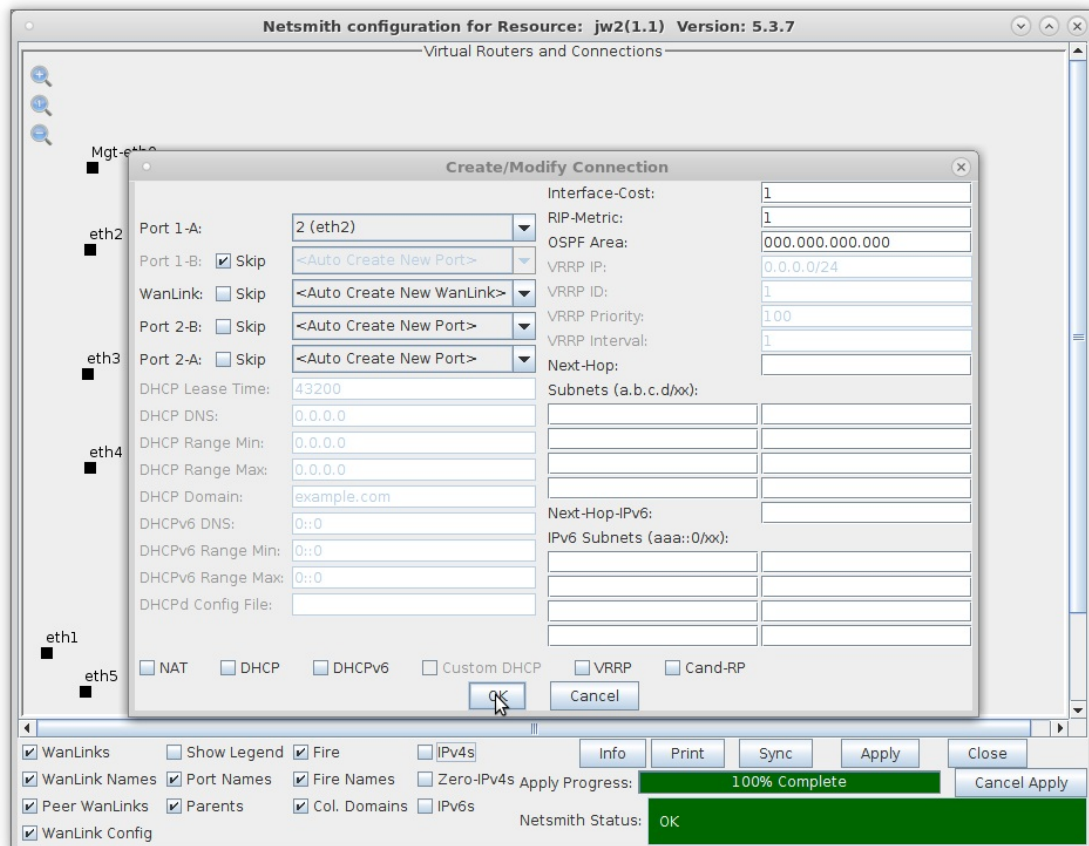 Netsmith configuration for Resource: jw2(1.1) Version: 5.3.7
Virtual Routers and Connections
Mgt-eth0
eth2
eth3
eth4
eth1
eth5
Create/Modify Connection
Port 1-A: 2 (eth2)
Port 1-B: Skip <Auto Create New Port>
WanLink: Skip <Auto Create New WanLink>
Port 2-B: Skip <Auto Create New Port>
Port 2-A: Skip <Auto Create New Port>
DHCP Lease Time: 43200
DHCP DNS: 0.0.0.0
DHCP Range Min: 0.0.0.0
DHCP Range Max: 0.0.0.0
DHCP Domain: example.com
DHCPv6 DNS: 0::0
DHCPv6 Range Min: 0::0
DHCPv6 Range Max: 0::0
DHCPd Config File:
Interface-Cost: 1
RIP-Metric: 1
OSPF Area: 000.000.000.000
VRRP IP: 0.0.0.0/24
VRRP ID: 1
VRRP Priority: 100
VRRP Interval: 1
Next-Hop:
Subnets (a.b.c.d/xx):
Next-Hop-IPv6:
IPv6 Subnets (aaa::0/xx):
NAT DHCP DHCPv6 Custom DHCP VRRP Cand-RP
OK Cancel
WanLinks Show Legend Fire IPv4s Info Print Sync Apply Close
WanLink Names Port Names Fire Names Zero-IPv4s Apply Progress: 100% Complete Cancel Apply
Peer WanLinks Parents Col. Domains IPv6s
Netsmith Status: OK
WanLink Config